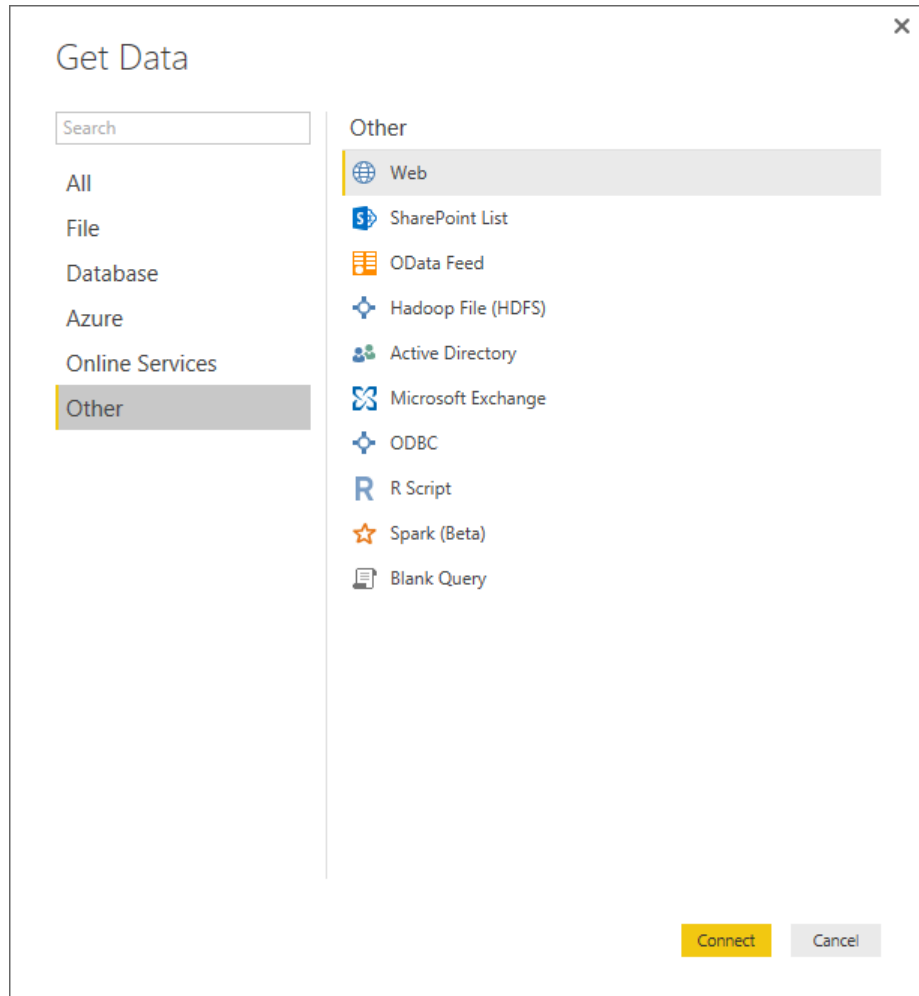 Get Data
Search
All
File
Database
Azure
Online Services
Other
Other
Web
SharePoint List
OData Feed
Hadoop File (HDFS)
Active Directory
Microsoft Exchange
ODBC
R Script
Spark (Beta)
Blank Query
Connect
Cancel